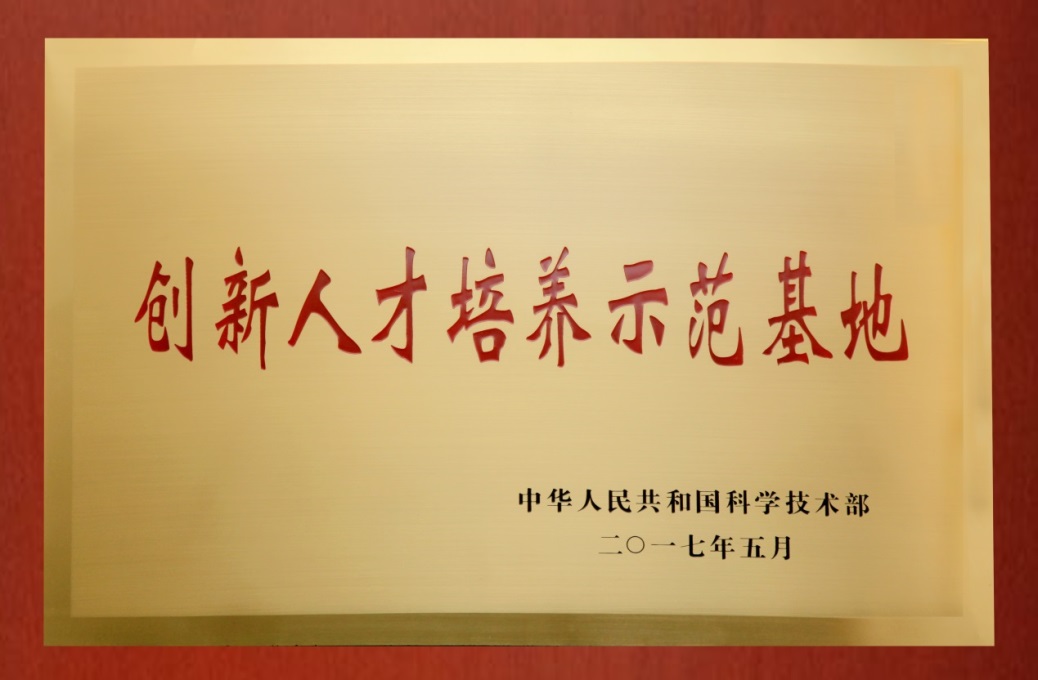 创新人才培养示范基地
中华人民共和国科学技术部
二〇一七年五月